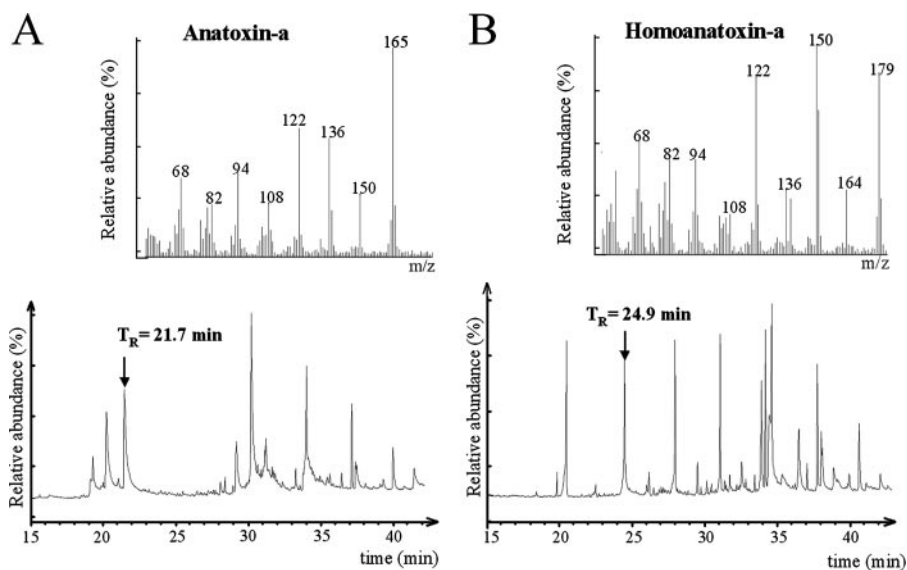 A
Anatoxin-a
Relative abundance (%)
68
82
94
108
122
136
150
165
m/z
Relative abundance (%)
T_R= 21.7 min
15 20 25 30 35 40
time (min)
B
Homoanatoxin-a
Relative abundance (%)
68
82
94
108
122
136
150
164
179
m/z
Relative abundance (%)
T_R= 24.9 min
15 20 25 30 35 40
time (min)